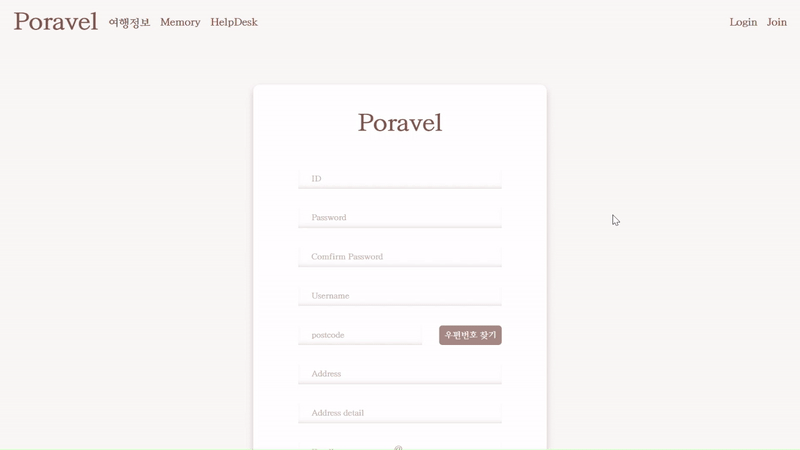 Poravel 여행정보 Memory HelpDesk Login Join
Poravel
ID
Password
Comfirm Password
Username
postcode 우편번호 찾기
Address
Address detail
@